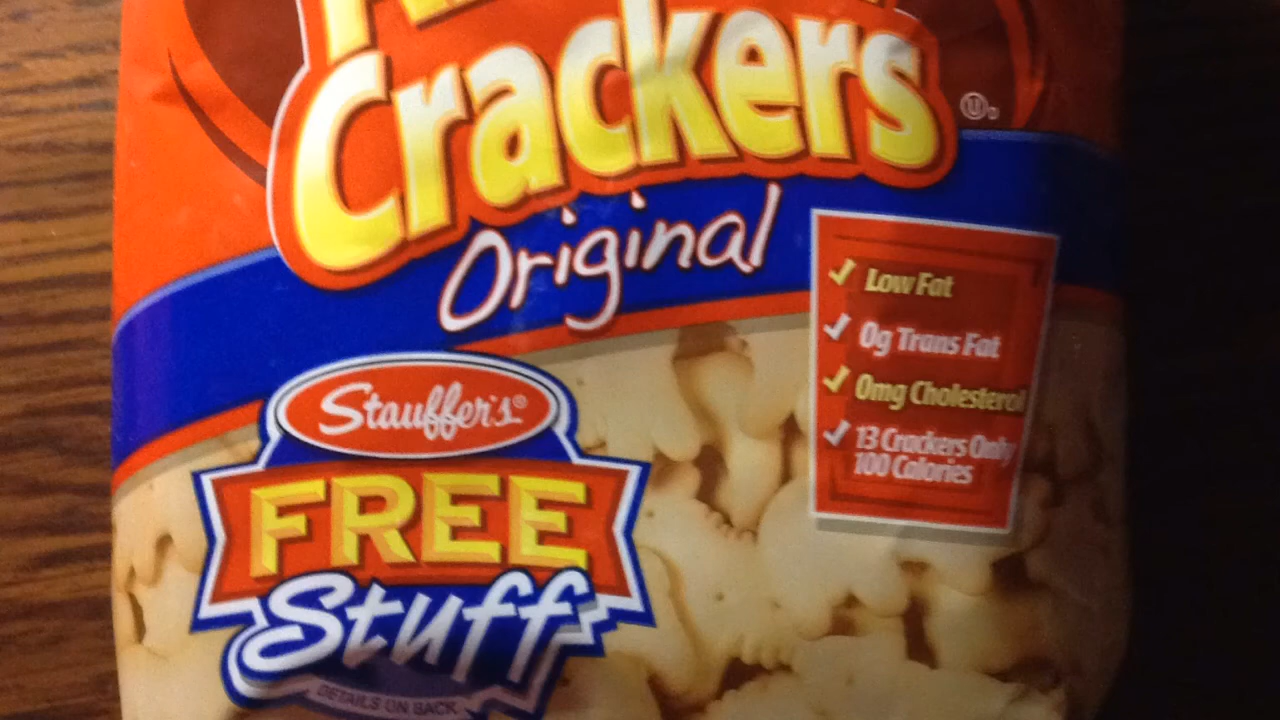 Crackers
Original
Low Fat
0g Trans Fat
0mg Cholesterol
13 Crackers Only
100 Calories
Stauffer's®
FREE
Stuff
DETAILS ON BACK